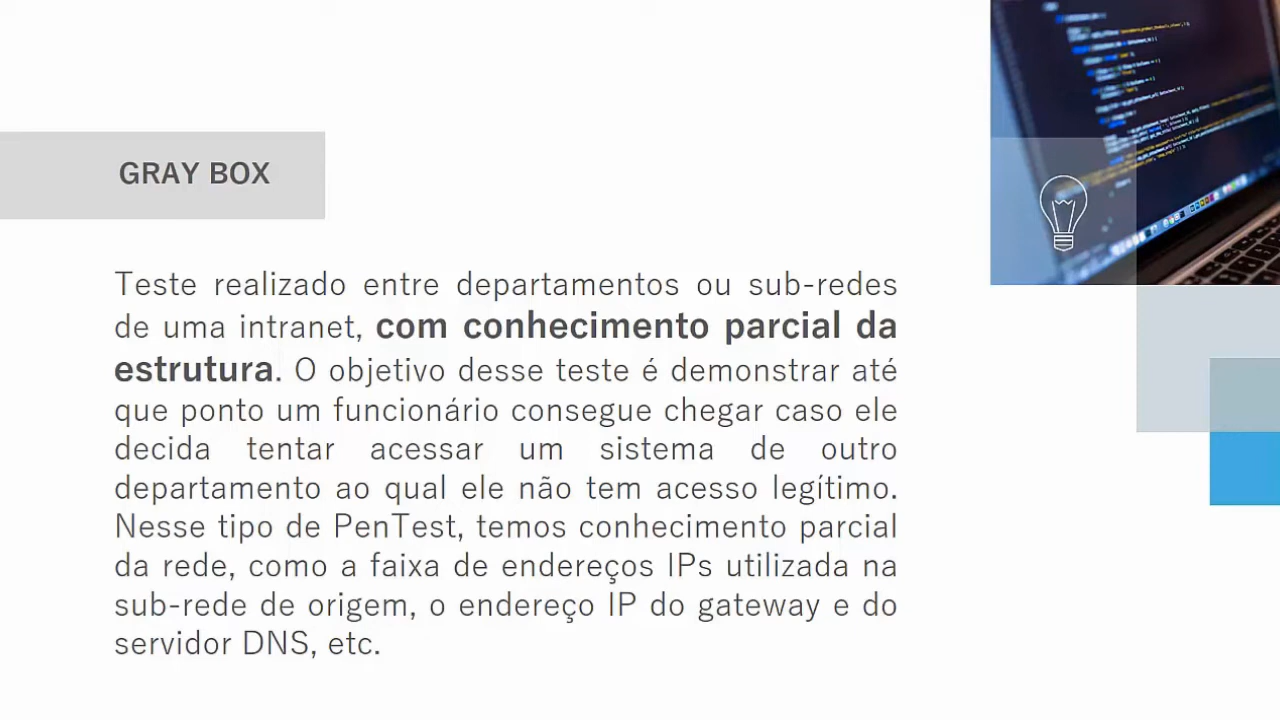 GRAY BOX
Teste realizado entre departamentos ou sub-redes
de uma intranet, com conhecimento parcial da
estrutura. O objetivo desse teste é demonstrar até
que ponto um funcionário consegue chegar caso ele
decida tentar acessar um sistema de outro
departamento ao qual ele não tem acesso legítimo.
Nesse tipo de PenTest, temos conhecimento parcial
da rede, como a faixa de endereços IPs utilizada na
sub-rede de origem, o endereço IP do gateway e do
servidor DNS, etc.